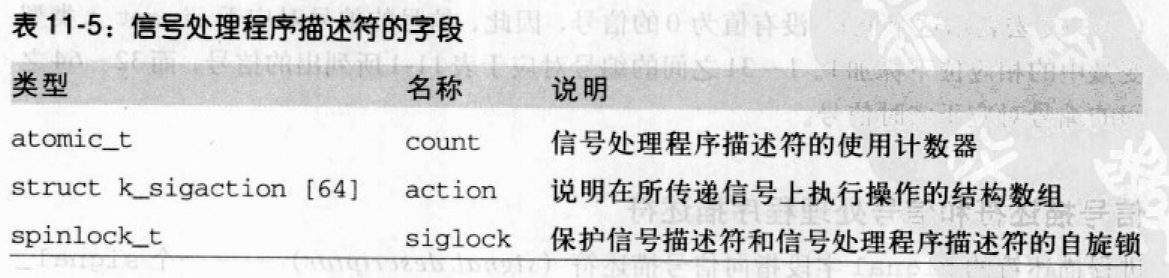 表 11-5：信号处理程序描述符的字段
类型 名称 说明
atomic_t count 信号处理程序描述符的使用计数器
struct k_sigaction [64] action 说明在所传递信号上执行操作的结构数组
spinlock_t siglock 保护信号描述符和信号处理程序描述符的自旋锁